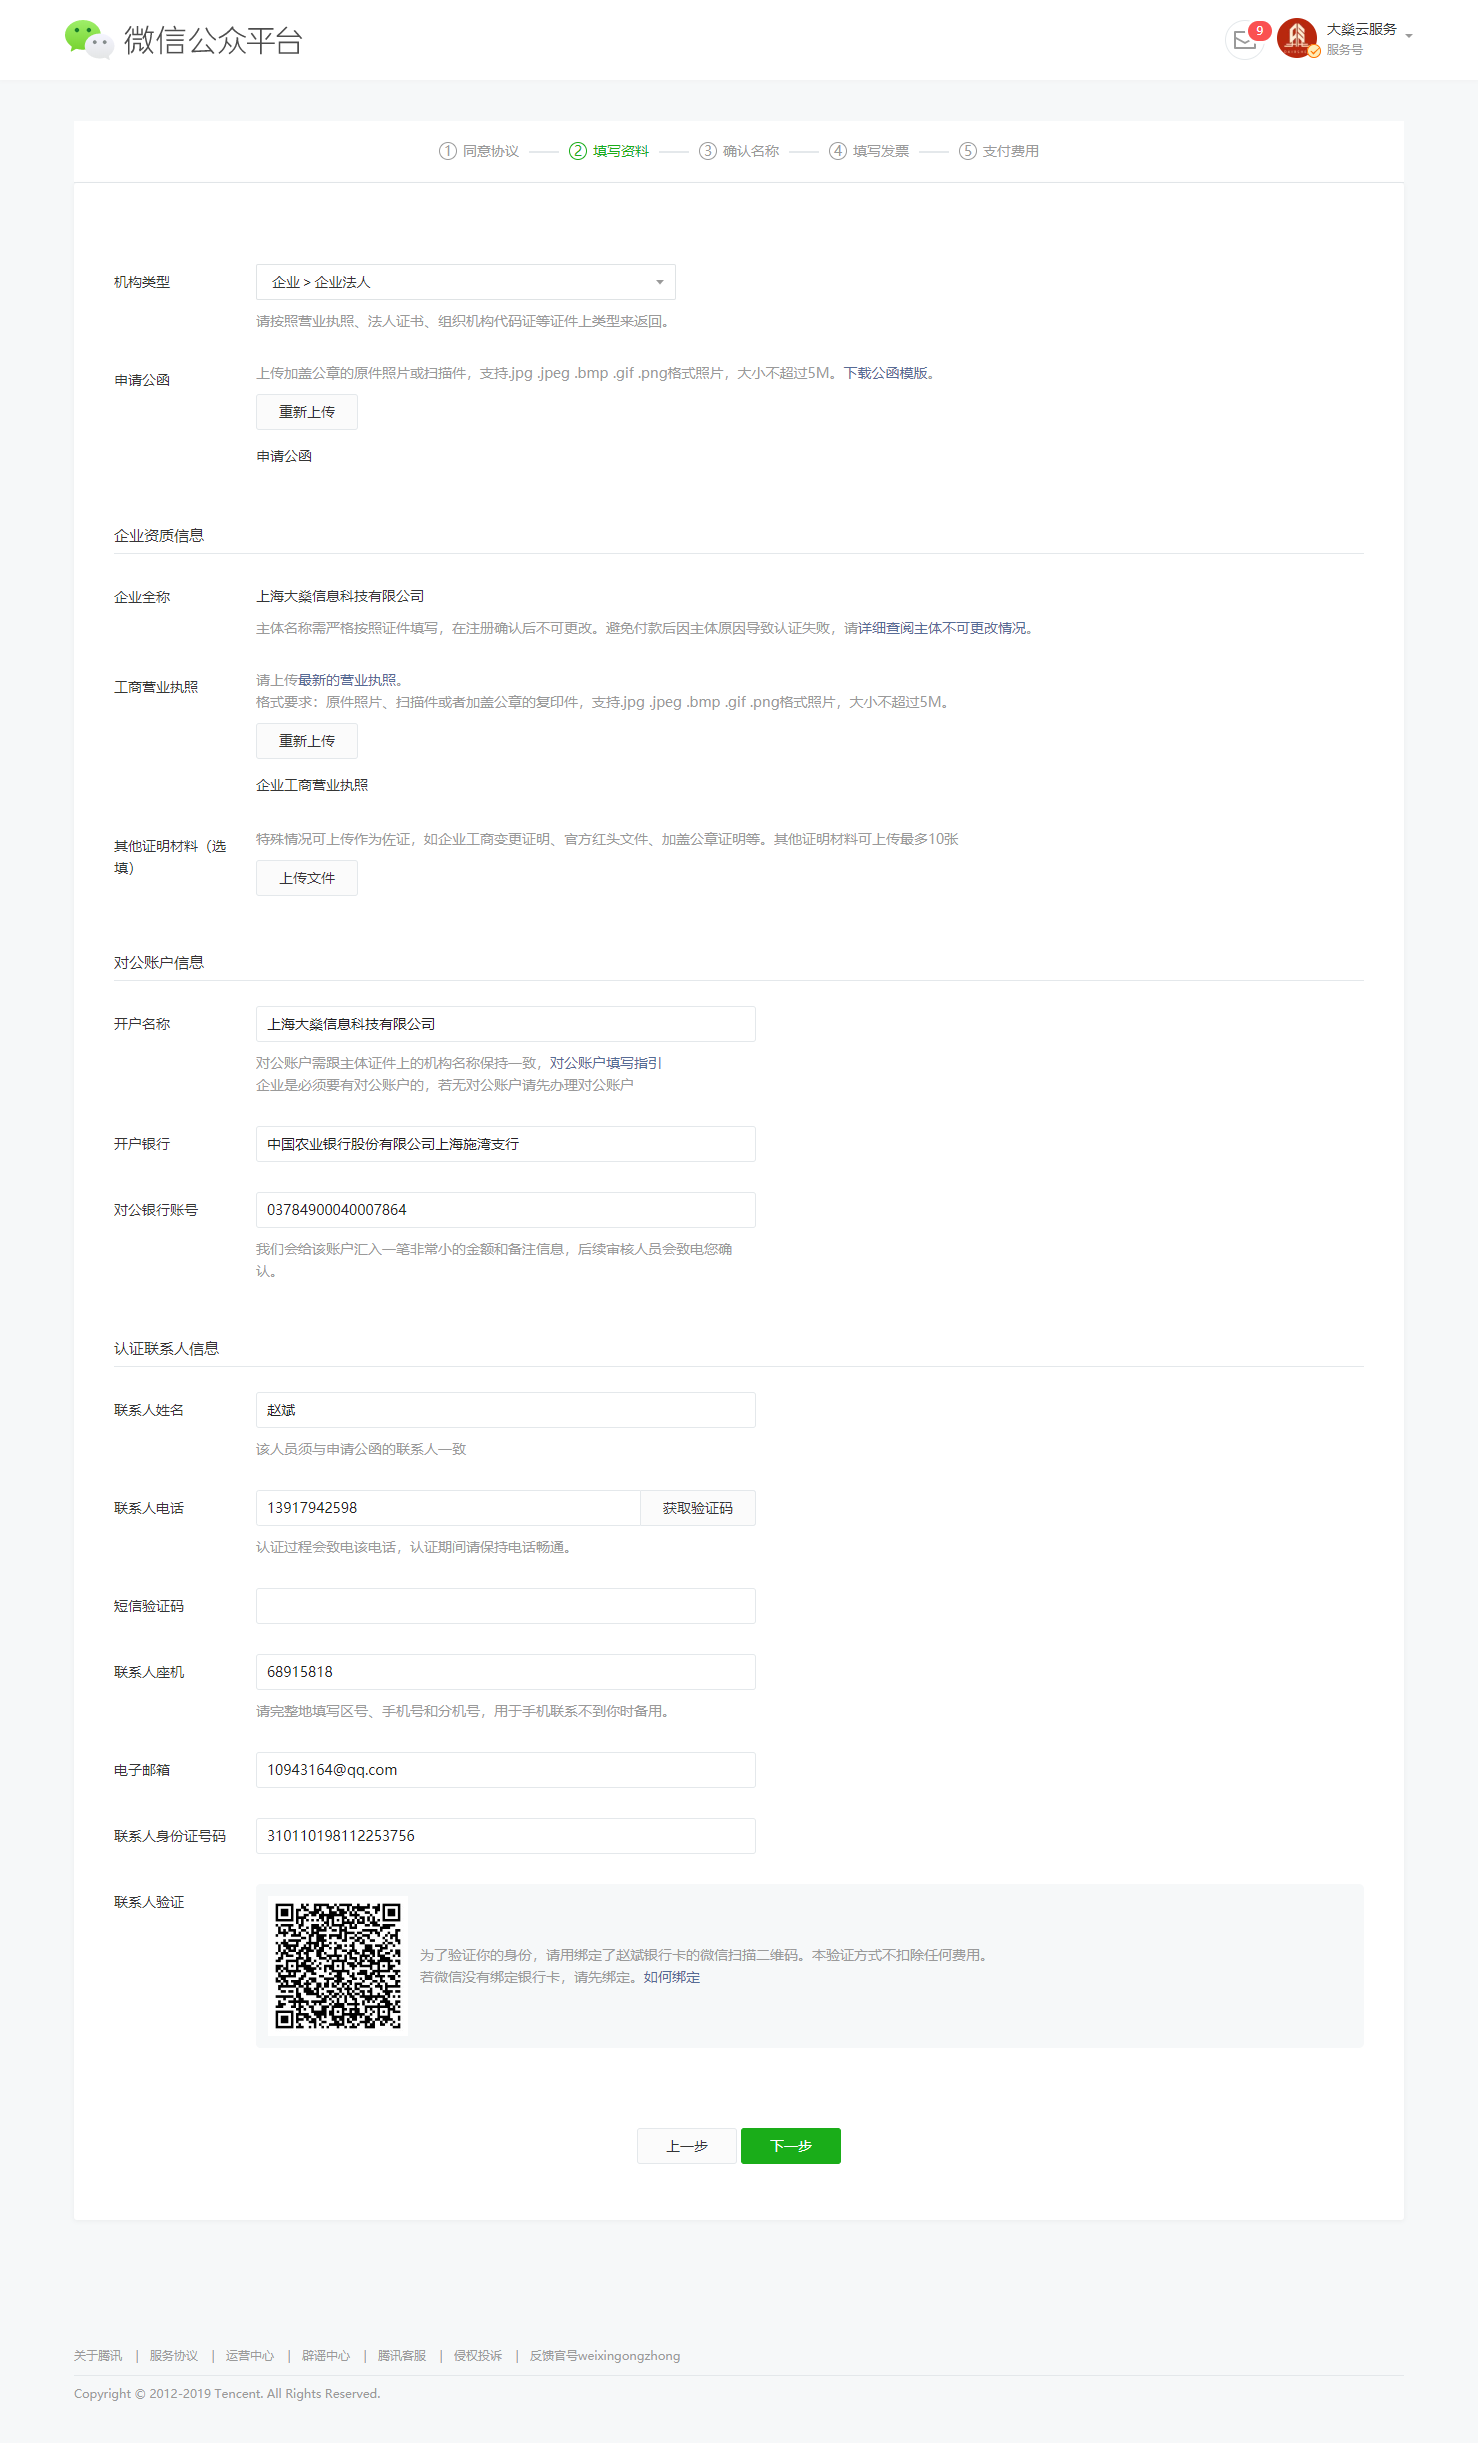 微信公众平台
9
大燊云服务
服务号
1 同意协议 2 填写资料 3 确认名称 4 填写发票 5 支付费用
机构类型
企业 > 企业法人
请按照营业执照、法人证书、组织机构代码证等证件上类型来返回。
申请公函
上传加盖公章的原件照片或扫描件，支持.jpg .jpeg .bmp .gif .png格式照片，大小不超过5M。下载公函模版。
重新上传
申请公函
企业资质信息
企业全称
上海大燊信息科技有限公司
主体名称需严格按照证件填写，在注册确认后不可更改。避免付款后因主体原因导致认证失败，请详细查阅主体不可更改情况。
工商营业执照
请上传最新的营业执照。
格式要求：原件照片、扫描件或者加盖公章的复印件，支持.jpg .jpeg .bmp .gif .png格式照片，大小不超过5M。
重新上传
企业工商营业执照
其他证明材料（选
填）
特殊情况可上传作为佐证，如企业工商变更证明、官方红头文件、加盖公章证明等。其他证明材料可上传最多10张
上传文件
对公账户信息
开户名称
上海大燊信息科技有限公司
对公账户需跟主体证件上的机构名称保持一致，对公账户填写指引
企业是必须要有对公账户的，若无对公账户请先办理对公账户
开户银行
中国农业银行股份有限公司上海施湾支行
对公银行账号
03784900040007864
我们会给该账户汇入一笔非常小的金额和备注信息，后续审核人员会致电您确
认。
认证联系人信息
联系人姓名
赵斌
该人员须与申请公函的联系人一致
联系人电话
13917942598
获取验证码
认证过程会致电该电话，认证期间请保持电话畅通。
短信验证码
联系人座机
68915818
请完整地填写区号、手机号和分机号，用于手机联系不到你时备用。
电子邮箱
10943164@qq.com
联系人身份证号码
310110198112253756
联系人验证
为了验证你的身份，请用绑定了赵斌银行卡的微信扫描二维码。本验证方式不扣除任何费用。
若微信没有绑定银行卡，请先绑定。如何绑定
上一步
下一步
关于腾讯 | 服务协议 | 运营中心 | 辟谣中心 | 腾讯客服 | 侵权投诉 | 反馈官号weixingongzhong
Copyright © 2012-2019 Tencent. All Rights Reserved.